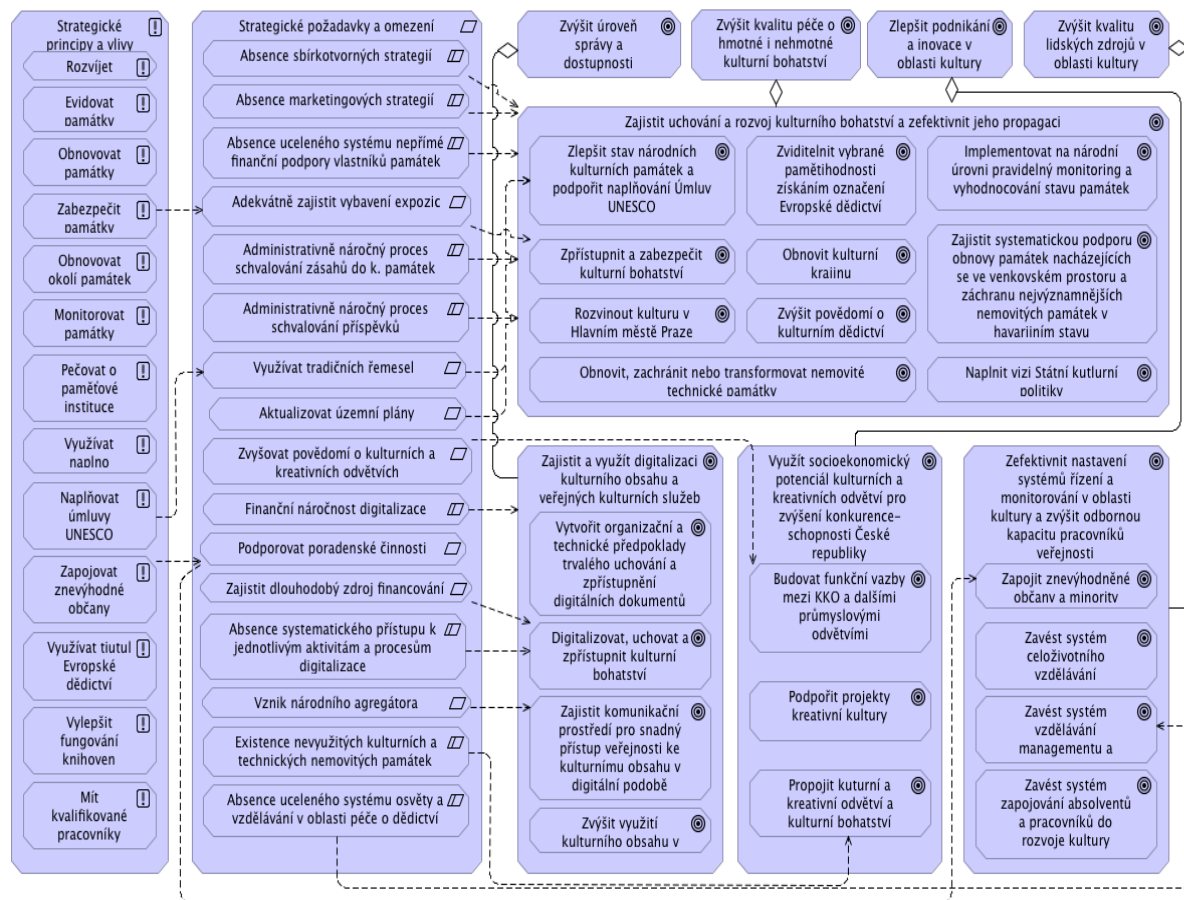 Strategické
principy a vlivy
Rozvíjet
Evidovat
památky
Obnovovat
památky
Zabezpečit
památky
Obnovovat
okolí památek
Monitorovat
památky
Pečovat o
paměťové
instituce
Využívat
naplno
Naplňovat
úmluvy
UNESCO
Zapojovat
znevýhodné
občany
Využívat tiutul
Evropské
dědictví
Vylepšit
fungování
knihoven
Mít
kvalifikované
pracovníky
Strategické požadavky a omezení
Absence sbírkotvorných strategií
Absence marketingových strategií
Absence uceleného systému nepřímé
finanční podpory vlastníků památek
Adekvátně zajistit vybavení expozic
Administrativně náročný proces
schvalování zásahů do k. památek
Administrativně náročný proces
schvalování příspěvků
Využívat tradičních řemesel
Aktualizovat územní plány
Zvyšovat povědomí o kulturních a
kreativních odvětvích
Finanční náročnost digitalizace
Podporovat poradenské činnosti
Zajistit dlouhodobý zdroj financování
Absence systematického přístupu k
jednotlivým aktivitám a procesům
digitalizace
Vznik národního agregátora
Existence nevyužitých kulturních a
technických nemovitých památek
Absence uceleného systému osvěty a
vzdělávání v oblasti péče o dědictví
Zvýšit úroveň
správy a
dostupnosti
Zvýšit kvalitu péče o
hmotné i nehmotné
kulturní bohatství
Zlepšit podnikání
a inovace v
oblasti kultury
Zvýšit kvalitu
lidských zdrojů v
oblasti kultury
Zajistit uchování a rozvoj kulturního bohatství a zefektivnit jeho propagaci
Zlepšit stav národních
kulturních památek a
podpořit naplňování Úmluv
UNESCO
Zviditelnit vybrané
pamětihodnosti
získáním označení
Evropské dědictví
Implementovat na národní
úrovni pravidelný monitoring a
vyhodnocování stavu památek
Zpřístupnit a zabezpečit
kulturní bohatství
Obnovit kulturní
krajinu
Zajistit systematickou podporu
obnovy památek nacházejících
se ve venkovském prostoru a
záchranu nejvýznamnějších
nemovitých památek v
havarijním stavu
Rozvinout kulturu v
Hlavním městě Praze
Zvýšit povědomí o
kulturním dědictví
Obnovit, zachránit nebo transformovat nemovité
technické památky
Naplnit vizi Státní kutlurní
politiky
Zajistit a využít digitalizaci
kulturního obsahu a
veřejných kulturních služeb
Vytvořit organizační a
technické předpoklady
trvalého uchování a
zpřístupnění
digitálních dokumentů
Digitalizovat, uchovat a
zpřístupnit kulturní
bohatství
Zajistit komunikační
prostředí pro snadný
přístup veřejnosti ke
kulturnímu obsahu v
digitální podobě
Zvýšit využití
kulturního obsahu v
Využít socioekonomický
potenciál kulturních a
kreativních odvětví pro
zvýšení konkurence-
schopnosti České
republiky
Budovat funkční vazby
mezi KKO a dalšími
průmyslovými
odvětvími
Podpořit projekty
kreativní kultury
Propojit kuturní a
kreativní odvětví a
kulturní bohatství
Zefektivnit nastavení
systémů řízení a
monitorování v oblasti
kultury a zvýšit odbornou
kapacitu pracovníků
veřejnosti
Zapojit znevýhodněné
občany a minority
Zavést systém
celoživotního
vzdělávání
Zavést systém
vzdělávání
managementu a
Zavést systém
zapojování absolventů
a pracovníků do
rozvoje kultury